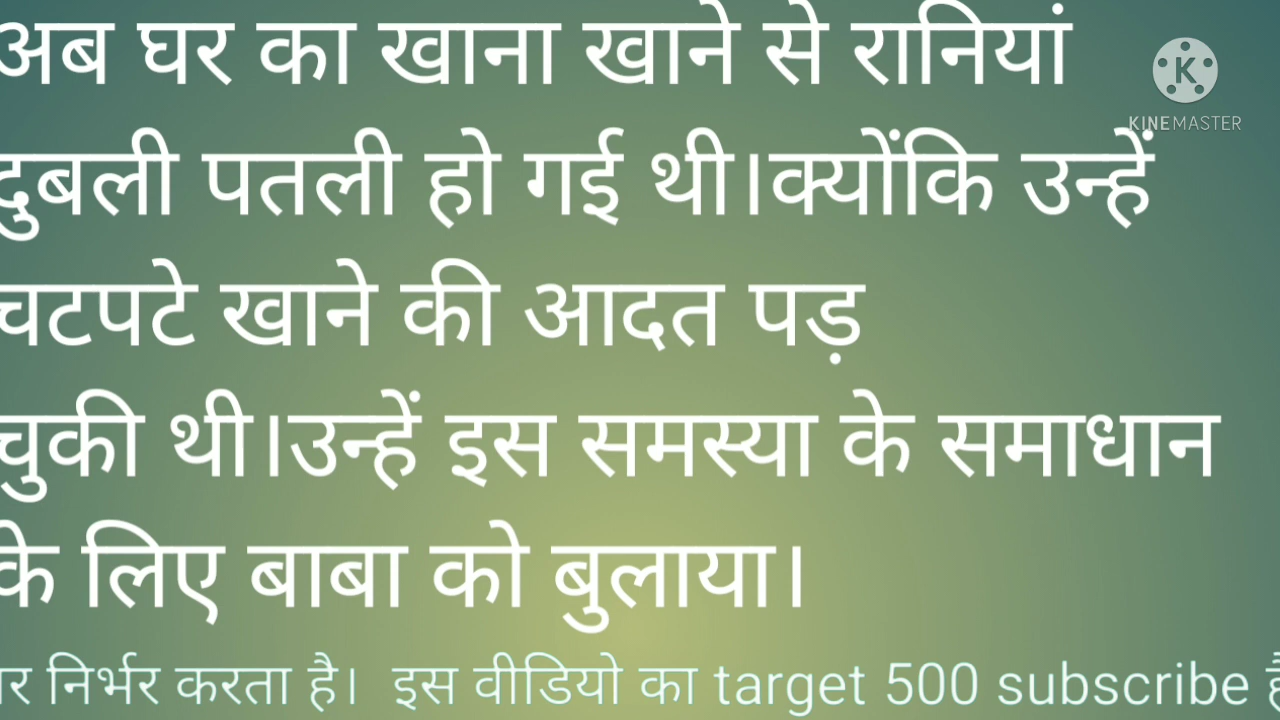 अब घर का खाना खाने से रानियां
KINEMASTER
दुबली पतली हो गई थी।क्योंकि उन्हें
चटपटे खाने की आदत पड़
चुकी थी।उन्हें इस समस्या के समाधान
के लिए बाबा को बुलाया।
निर्भर करता है। इस वीडियो का target 500 subscribe